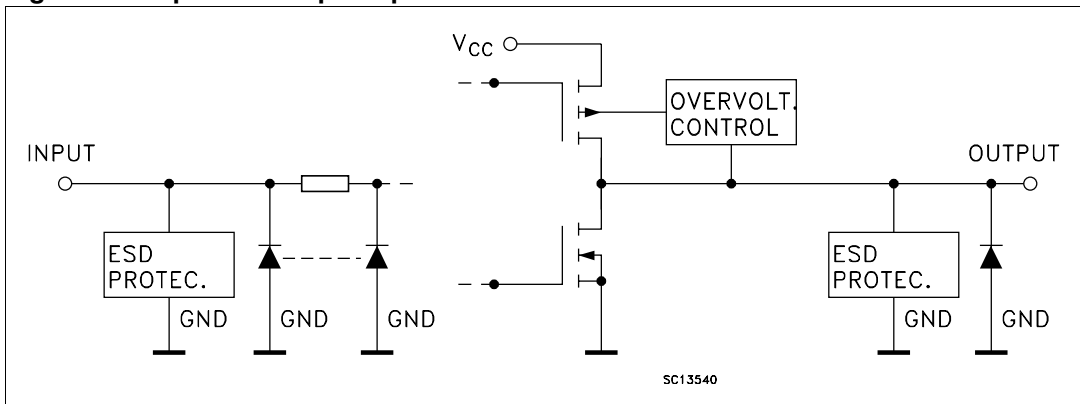 VCC
OVERVOLT.
CONTROL
INPUT
OUTPUT
ESD
PROTEC.
ESD
PROTEC.
GND
GND
GND
GND
GND
SC13540